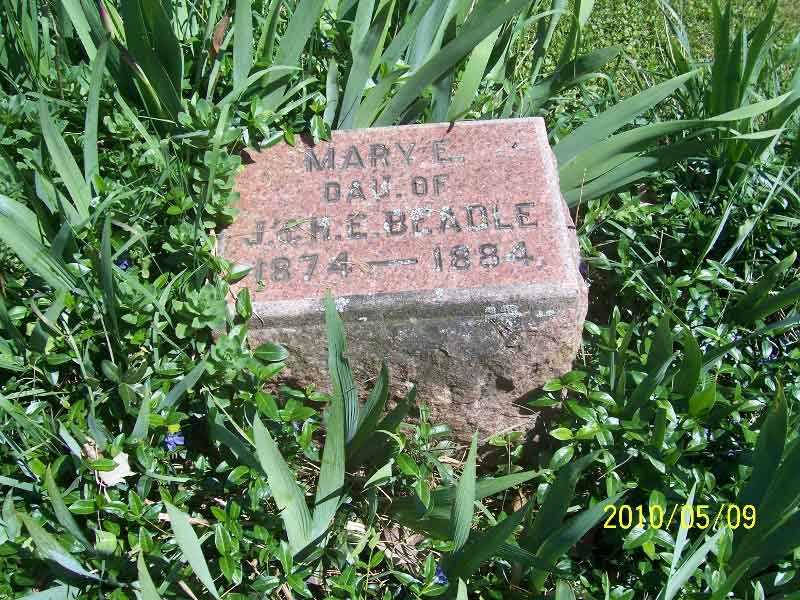 MARY E.
DAU. OF
J. & H. E. BEADLE
1874 — 1884.
2010/05/09